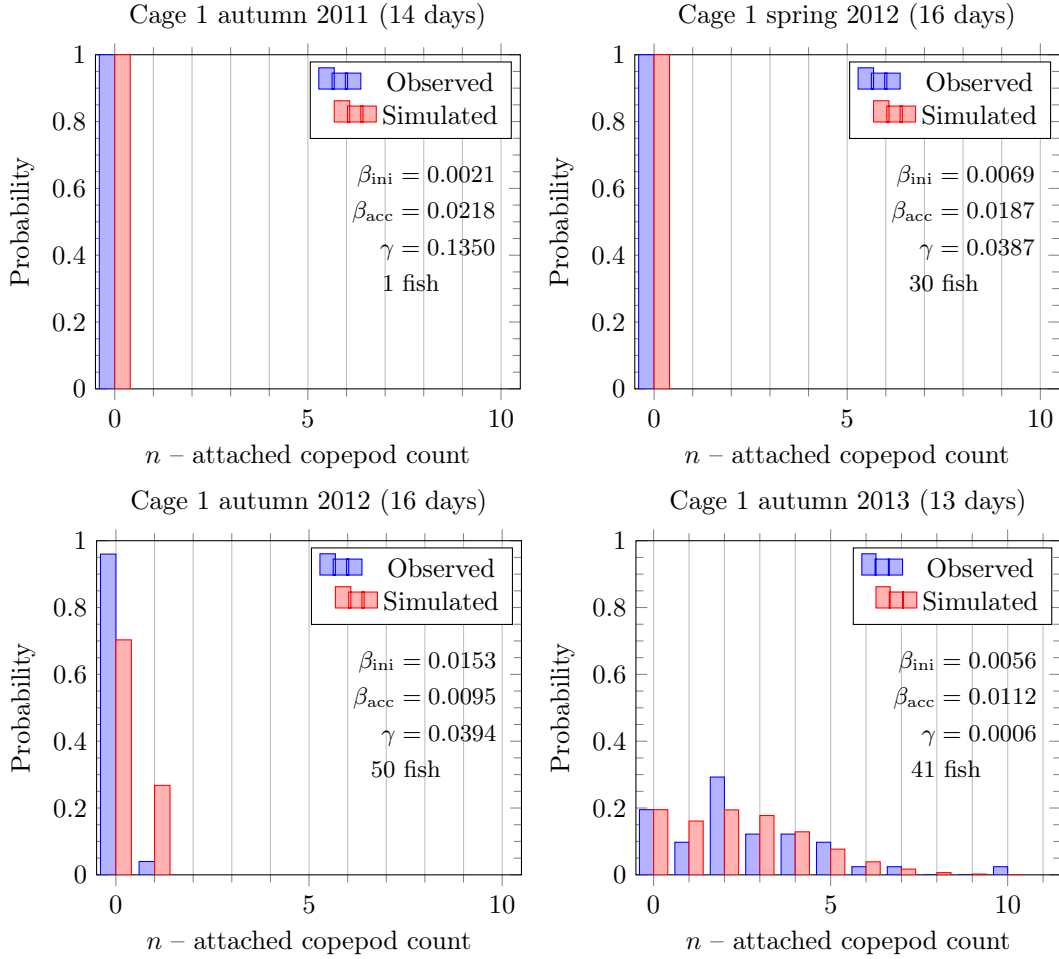 Cage 1 autumn 2011 (14 days)
1
0.8
0.6
0.4
0.2
0
Probability
Observed
Simulated
βini = 0.0021
βacc = 0.0218
γ = 0.1350
1 fish
0 5 10
n – attached copepod count
Cage 1 spring 2012 (16 days)
1
0.8
0.6
0.4
0.2
0
Probability
Observed
Simulated
βini = 0.0069
βacc = 0.0187
γ = 0.0387
30 fish
0 5 10
n – attached copepod count
Cage 1 autumn 2012 (16 days)
1
0.8
0.6
0.4
0.2
0
Probability
Observed
Simulated
βini = 0.0153
βacc = 0.0095
γ = 0.0394
50 fish
0 5 10
n – attached copepod count
Cage 1 autumn 2013 (13 days)
1
0.8
0.6
0.4
0.2
0
Probability
Observed
Simulated
βini = 0.0056
βacc = 0.0112
γ = 0.0006
41 fish
0 5 10
n – attached copepod count